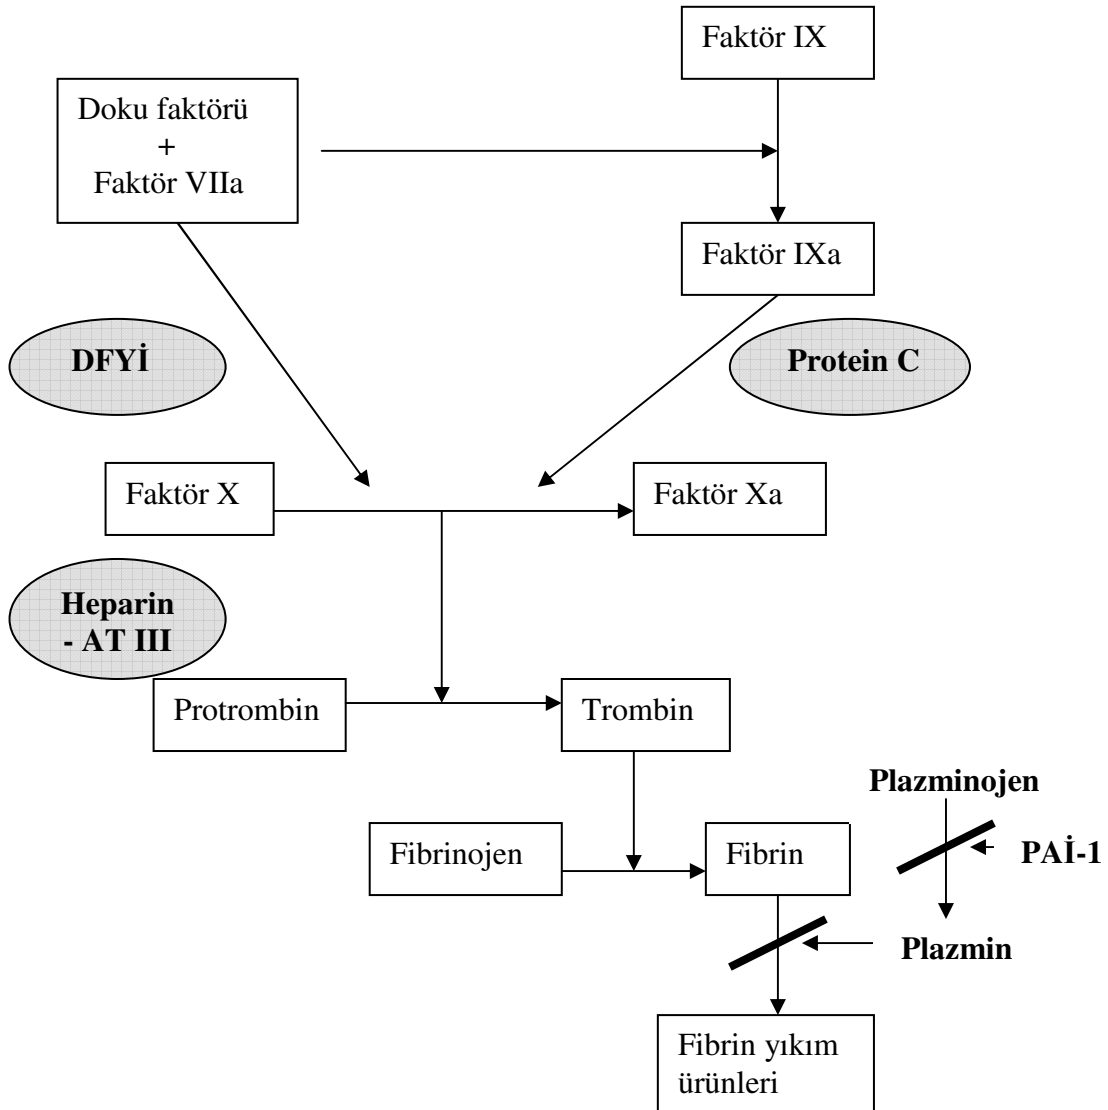 Faktör IX
Doku faktörü
+
Faktör VIIa
Faktör IXa
DFYİ
Protein C
Faktör X
Faktör Xa
Heparin
- AT III
Protrombin
Trombin
Plazminojen
Fibrinojen
Fibrin
PAİ-1
Plazmin
Fibrin yıkım
ürünleri